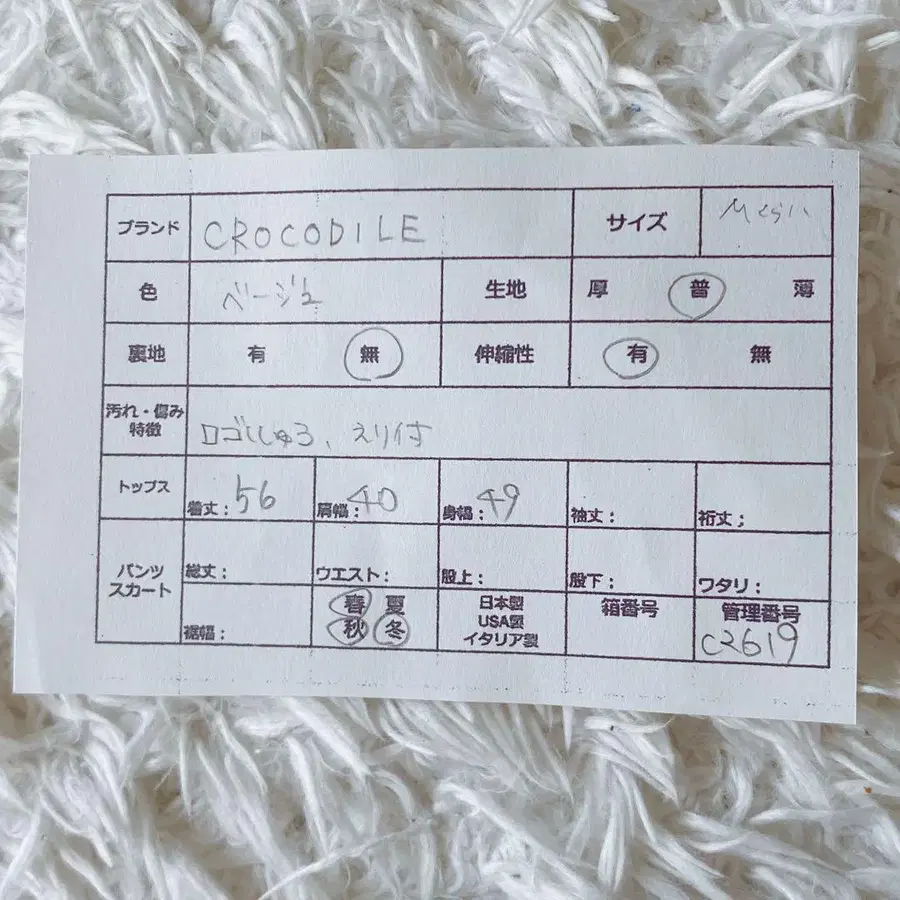 ブランド CROCODILE サイズ Mくらい
色 ベージュ 生地 厚 普 薄
裏地 有 無 伸縮性 有 無
汚れ・傷み
特徴 ロゴししゅう、えり付
トップス 着丈: 56 肩幅: 40 身幅: 49 袖丈: 裄丈;
パンツ
スカート 総丈: ウエスト: 股上: 股下: ワタリ:
裾幅: 春 夏
秋 冬
日本製
USA製
イタリア製
箱番号
管理番号
C2619